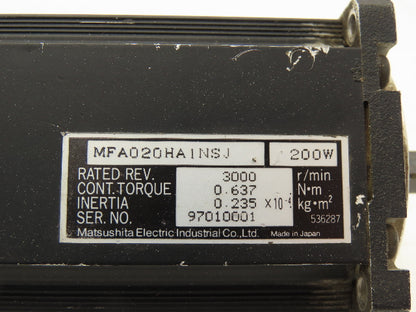 MFA020HA1NSJ 200W
RATED REV. 3000 r/min
CONT. TORQUE 0.637 N·m
INERTIA 0.235 ×10⁻⁴ kg·m²
SER. NO. 97010001 536287
Matsushita Electric Industrial Co., Ltd. Made in Japan